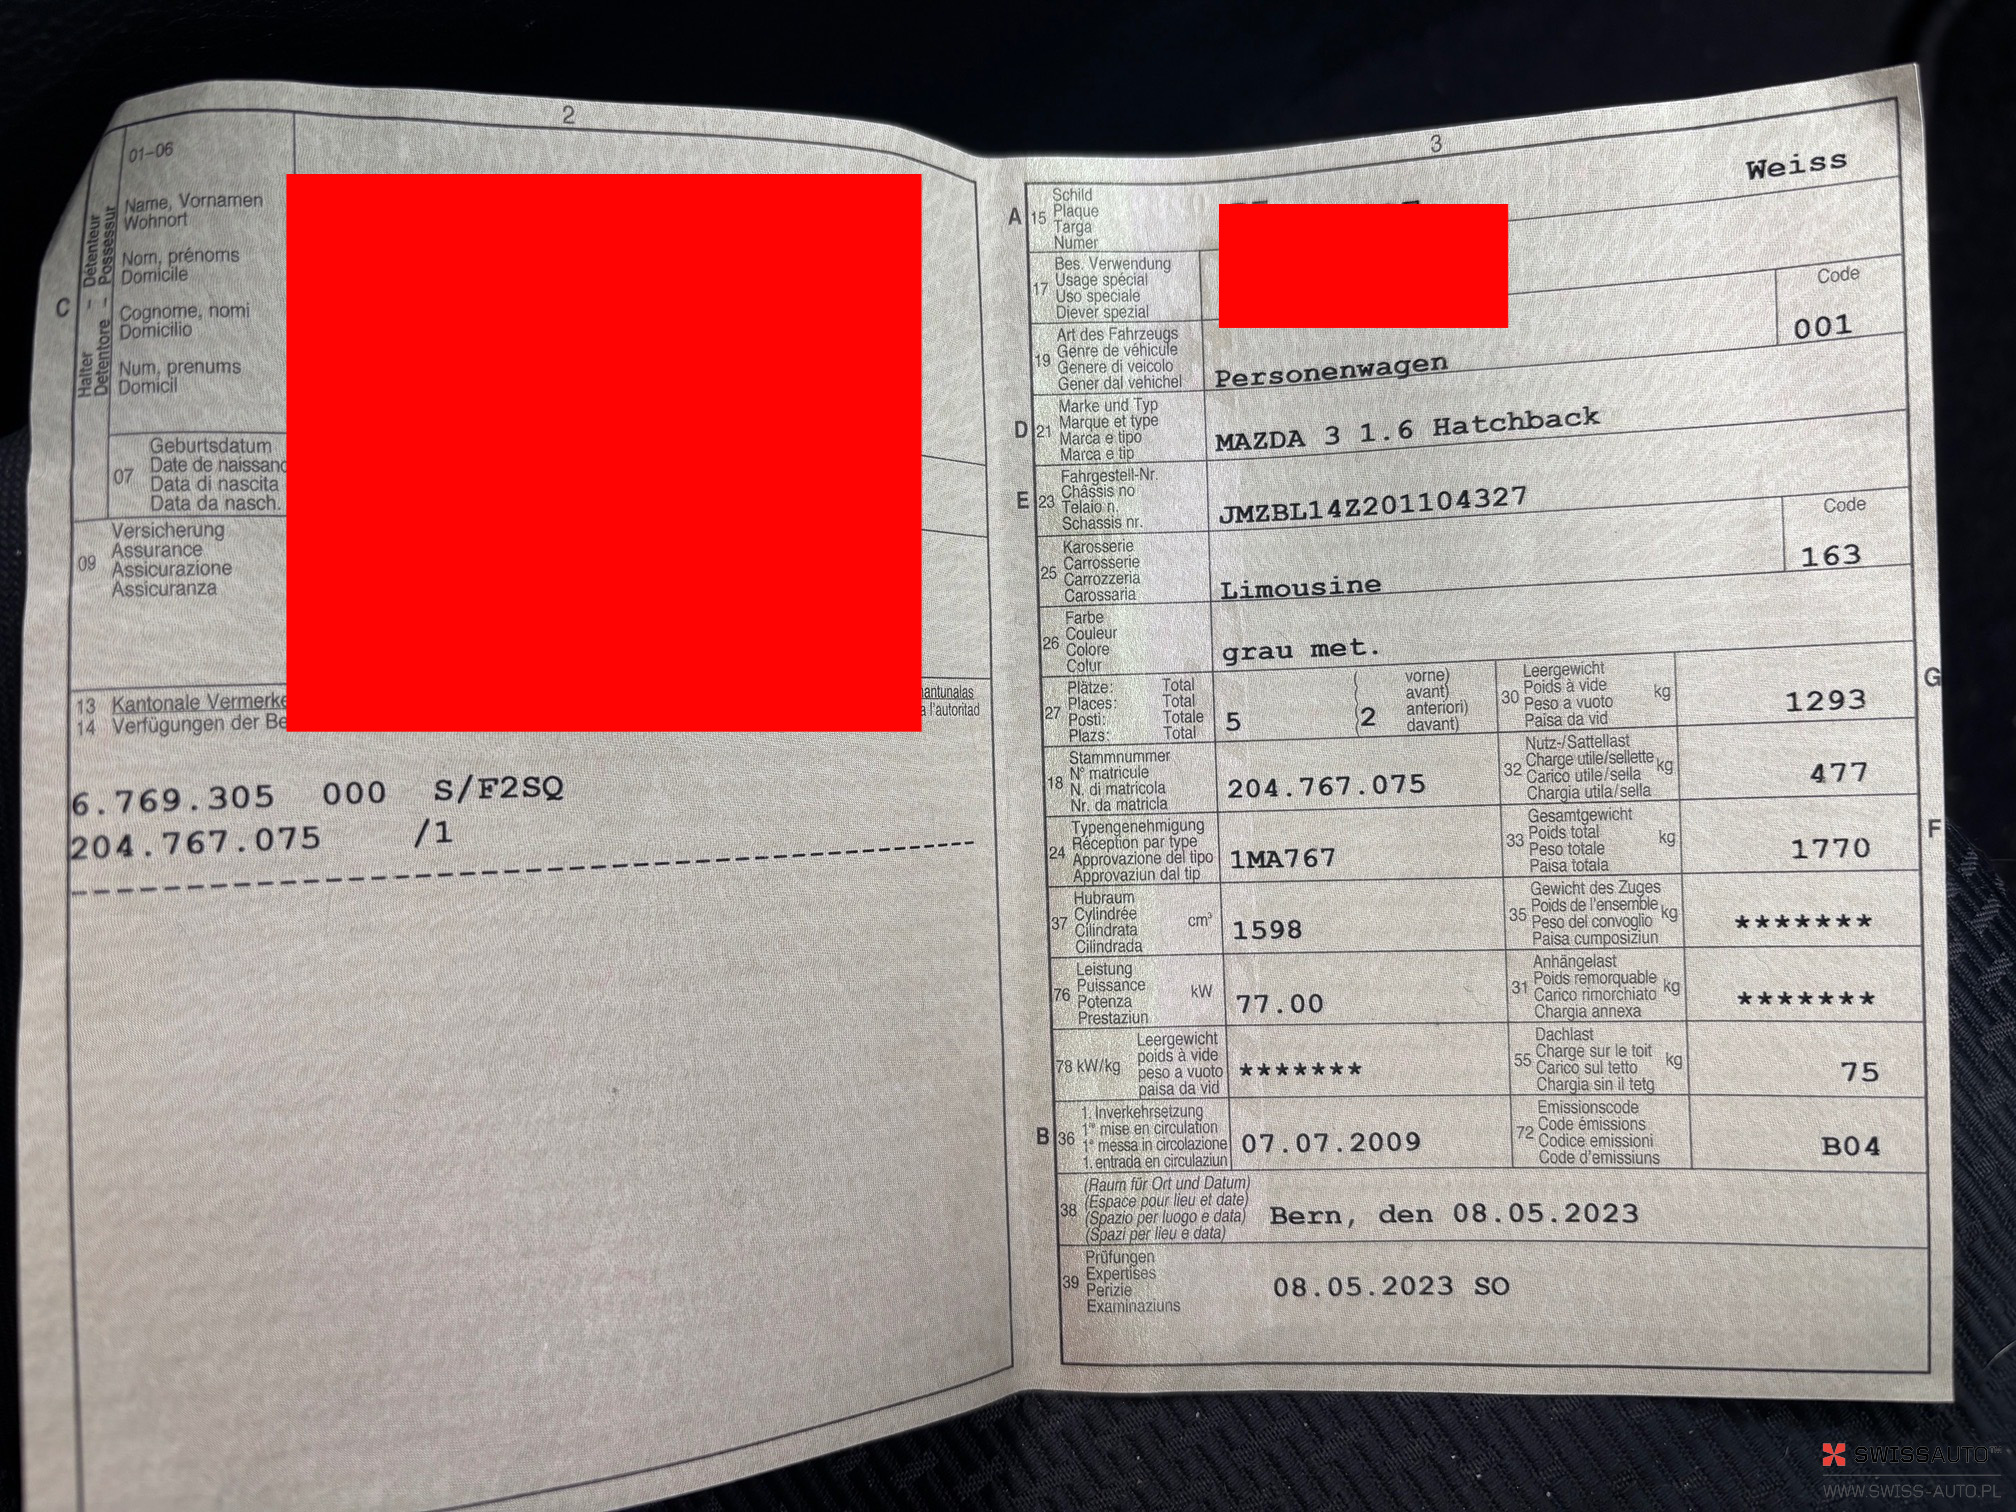 2
01-06
Halter - Détenteur
Detentore - Possessur
C
Name, Vornamen
Wohnort
Nom, prénoms
Domicile
Cognome, nomi
Domicilio
Num, prenums
Domicil
07
Geburtsdatum
Date de naissanc
Data di nascita
Data da nasch.
09
Versicherung
Assurance
Assicurazione
Assicuranza
13 Kantonale Vermerke
antunalas
14 Verfügungen der Be
a l'autoritad
6.769.305 000 S/F2SQ
204.767.075 /1
3
Weiss
A 15
Schild
Plaque
Targa
Numer
17
Bes. Verwendung
Usage spécial
Uso speciale
Diever spezial
Code
001
19
Art des Fahrzeugs
Genre de véhicule
Genere di veicolo
Gener dal vehichel
Personenwagen
D 21
Marke und Typ
Marque et type
Marca e tipo
Marca e tip
MAZDA 3 1.6 Hatchback
E 23
Fahrgestell-Nr.
Châssis no
Telaio n.
Schassis nr.
JMZBL14Z201104327
Code
163
25
Karosserie
Carrosserie
Carrozzeria
Carossaria
Limousine
26
Farbe
Couleur
Colore
Colur
grau met.
27
Plätze: Total
Places: Total
Posti: Totale
Plazs: Total
5
( vorne)
avant)
anteriori)
(2 davant)
30
Leergewicht
Poids à vide kg
Peso a vuoto
Paisa da vid
1293
G
18
Stammnummer
N° matricule
N. di matricola
Nr. da matricla
204.767.075
32
Nutz-/Sattellast
Charge utile/sellette kg
Carico utile/sella
Chargia utila/sella
477
24
Typengenehmigung
Réception par type
Approvazione del tipo
Approvaziun dal tip
1MA767
33
Gesamtgewicht
Poids total kg
Peso totale
Paisa totala
1770
F
37
Hubraum
Cylindrée cm³
Cilindrata
Cilindrada
1598
35
Gewicht des Zuges
Poids de l'ensemble kg
Peso del convoglio
Paisa cumposiziun
*******
76
Leistung
Puissance kW
Potenza
Prestaziun
77.00
31
Anhängelast
Poids remorquable kg
Carico rimorchiato
Chargia annexa
*******
78 kW/kg
Leergewicht
poids à vide
peso a vuoto
paisa da vid
*******
55
Dachlast
Charge sur le toit kg
Carico sul tetto
Chargia sin il tetg
75
B 36
1. Inverkehrsetzung
1re mise en circulation
1a messa in circolazione
1. entrada en circulaziun
07.07.2009
72
Emissionscode
Code émissions
Codice emissioni
Code d'emissiuns
B04
38
(Raum für Ort und Datum)
(Espace pour lieu et date)
(Spazio per luogo e data)
(Spazi per lieu e data)
Bern, den 08.05.2023
39
Prüfungen
Expertises
Perizie
Examinaziuns
08.05.2023 SO
SWISSAUTO™
WWW.SWISS-AUTO.PL